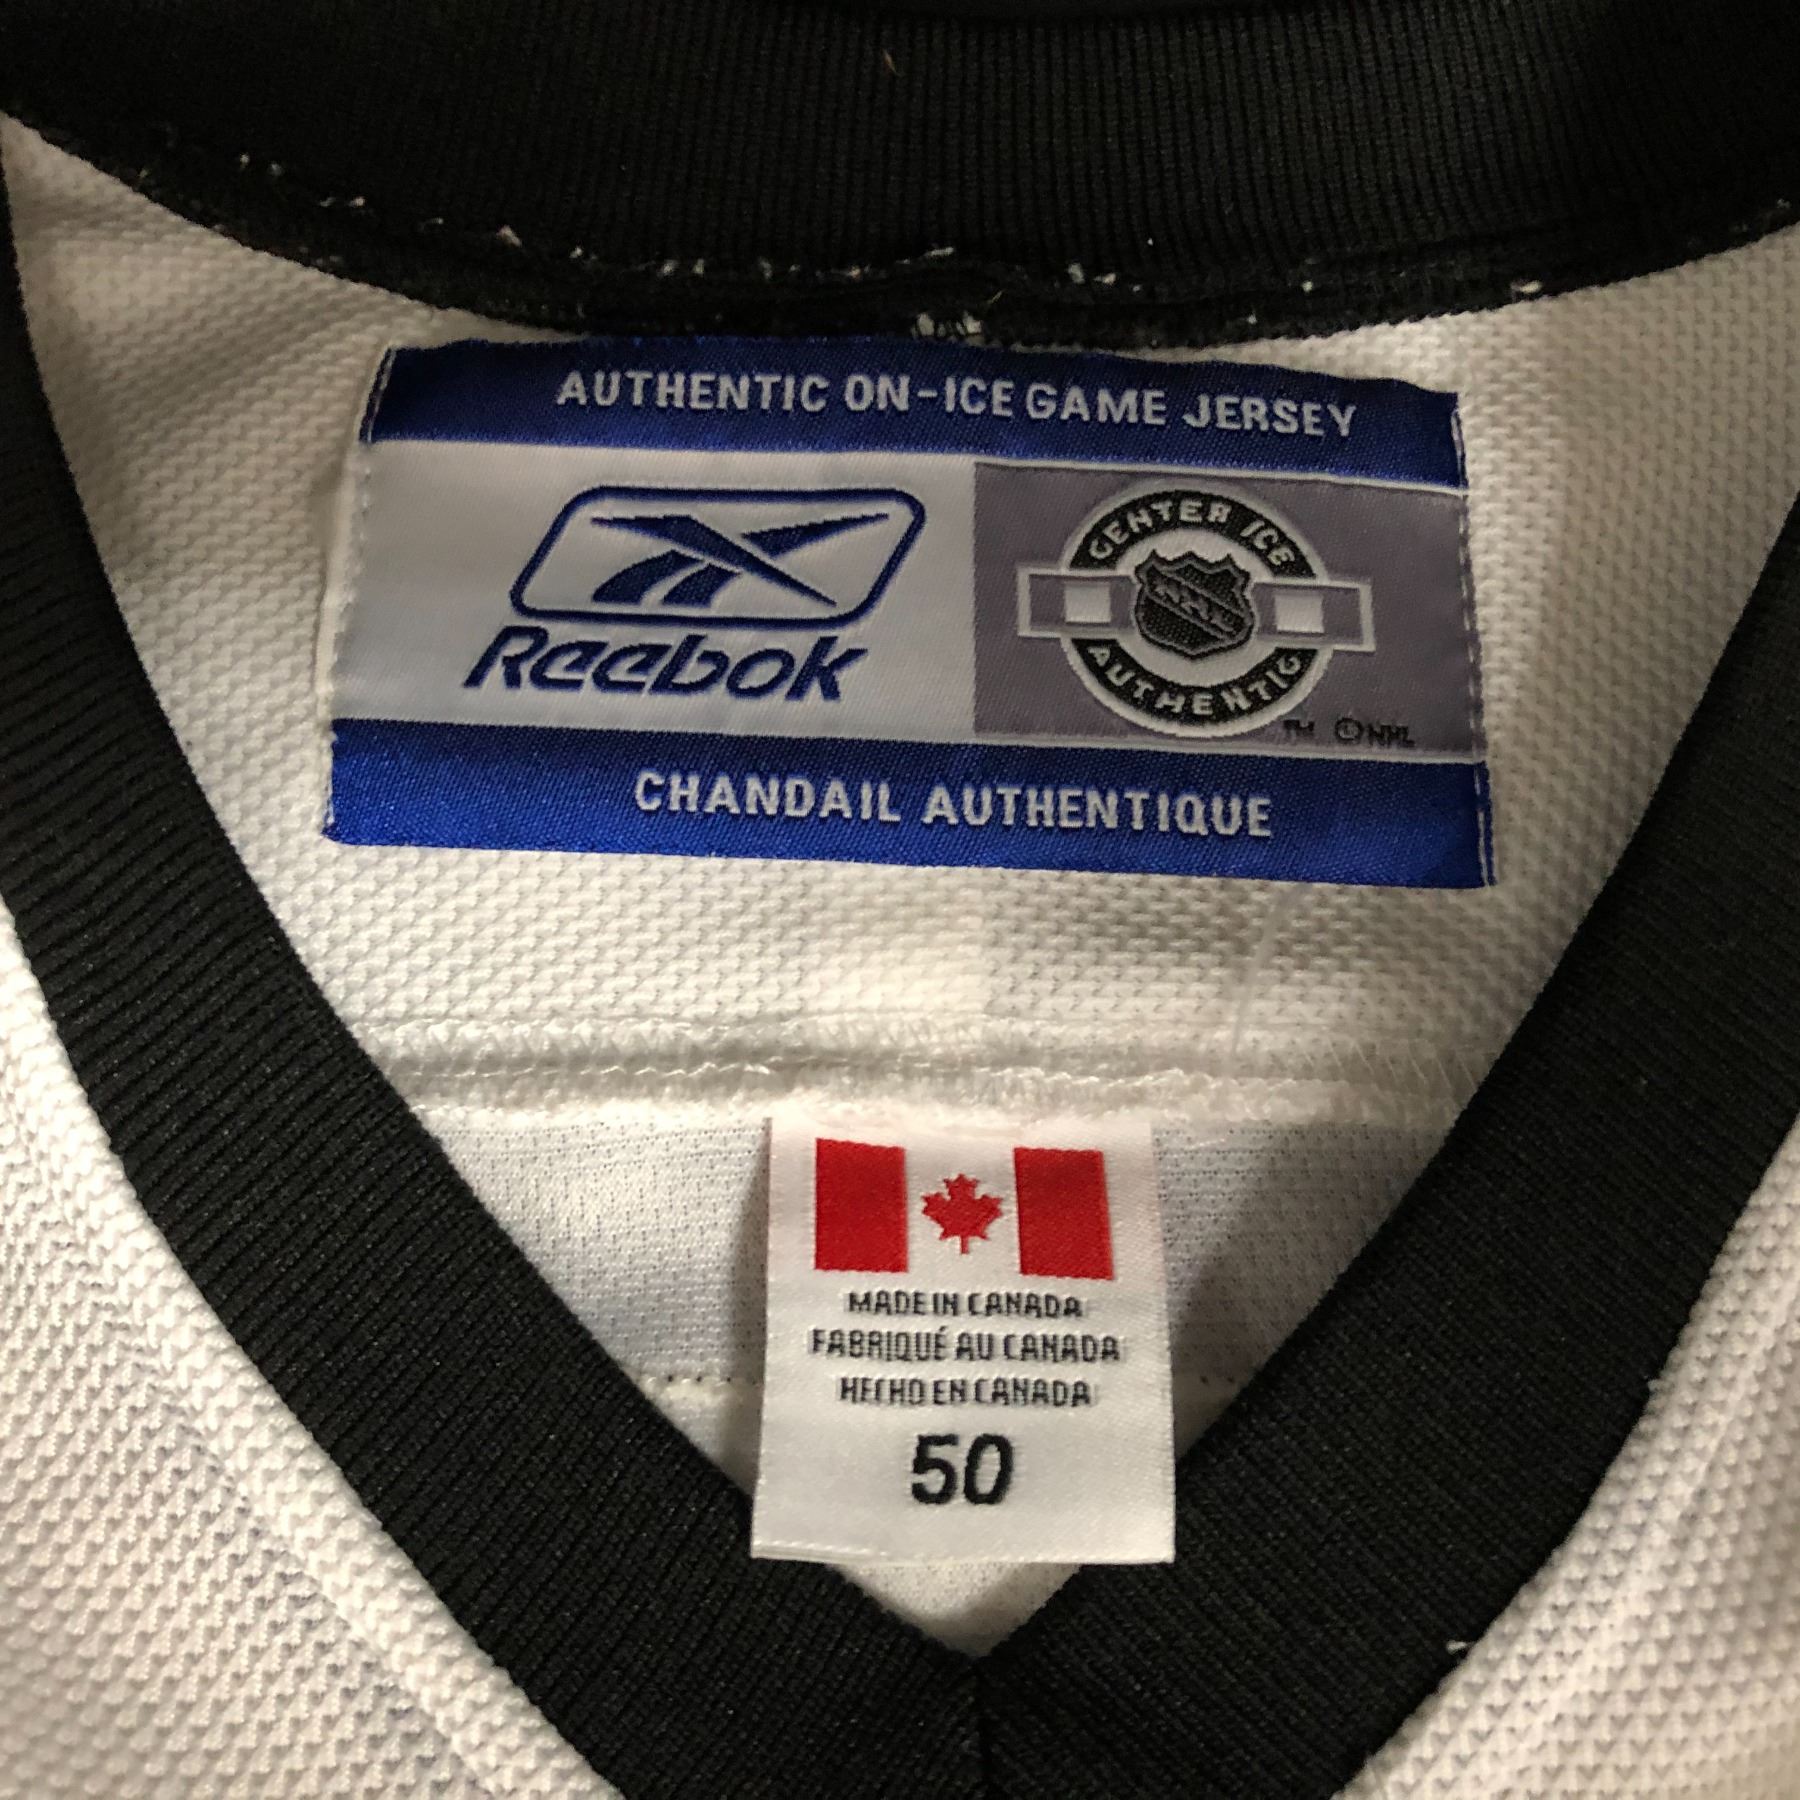 AUTHENTIC ON-ICE GAME JERSEY
Reebok
CENTER ICE
NHL
AUTHENTIC
™ ©NHL
CHANDAIL AUTHENTIQUE
MADE IN CANADA
FABRIQUÉ AU CANADA
HECHO EN CANADA
50